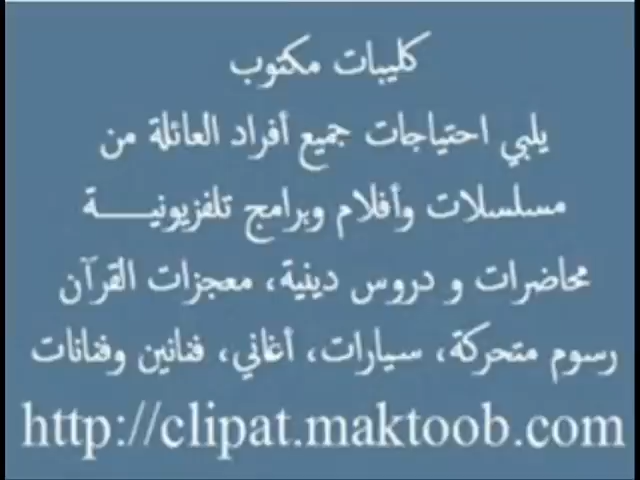 كليبات مكتوب
يلبي احتياجات جميع أفراد العائلة من
مسلسلات وأفلام وبرامج تلفزيونيـــــة
محاضرات و دروس دينية، معجزات القرآن
رسوم متحركة، سيارات، أغاني، فنانين وفنانات
http://clipat.maktoob.com